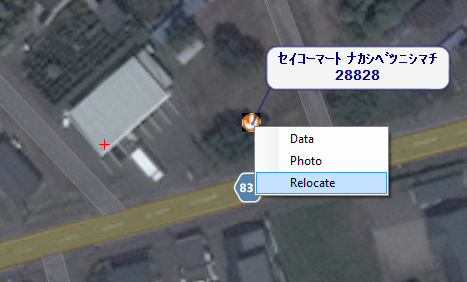 ｾｲｺｰﾏｰﾄ ﾅｶｼﾍﾞﾂﾆｼﾏﾁ
28828
Data
Photo
Relocate
83